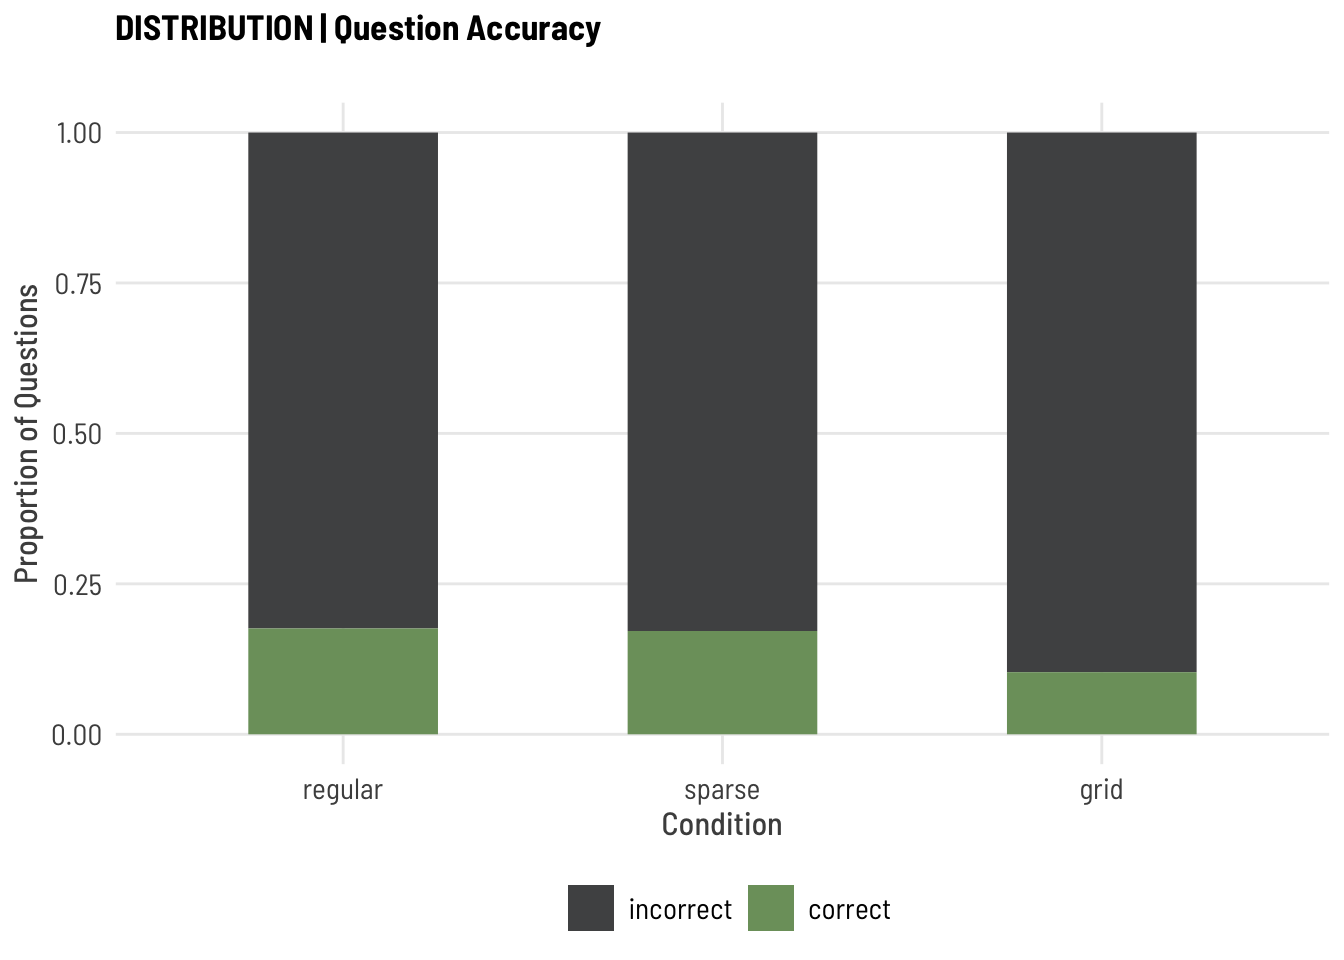 DISTRIBUTION | Question Accuracy
Proportion of Questions
1.00
0.75
0.50
0.25
0.00
regular sparse grid
Condition
incorrect correct